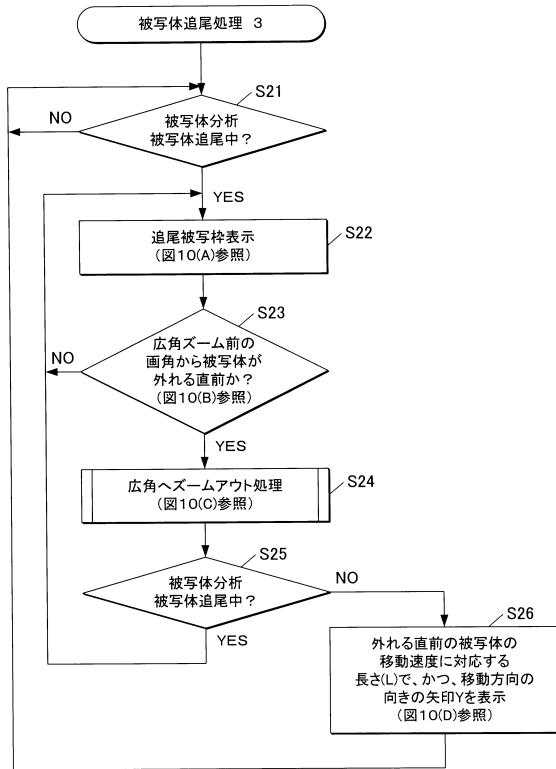 被写体追尾処理 3
S21
NO
被写体分析
被写体追尾中？
YES
追尾被写枠表示
(図10(A)参照)
S22
S23
NO
広角ズーム前の
画角から被写体が
外れる直前か？
(図10(B)参照)
YES
広角へズームアウト処理
(図10(C)参照)
S24
S25
被写体分析
被写体追尾中？
NO
YES
S26
外れる直前の被写体の
移動速度に対応する
長さ(L)で、かつ、移動方向の
向きの矢印Yを表示
(図10(D)参照)